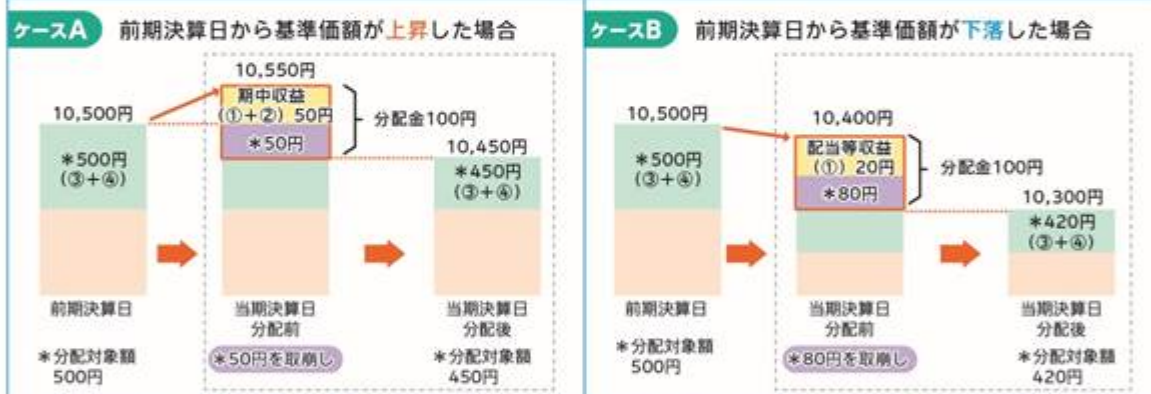 ケースA 前期決算日から基準価額が上昇した場合
10,550円
10,500円
期中収益
(①+②) 50円
分配金100円
*50円
10,450円
*500円
(③+④)
*450円
(③+④)
前期決算日
当期決算日
分配前
当期決算日
分配後
*分配対象額
500円
*50円を取崩し
*分配対象額
450円
ケースB 前期決算日から基準価額が下落した場合
10,500円
10,400円
配当等収益
(①) 20円
分配金100円
*80円
*500円
(③+④)
10,300円
*420円
(③+④)
前期決算日
当期決算日
分配前
当期決算日
分配後
*分配対象額
500円
*80円を取崩し
*分配対象額
420円